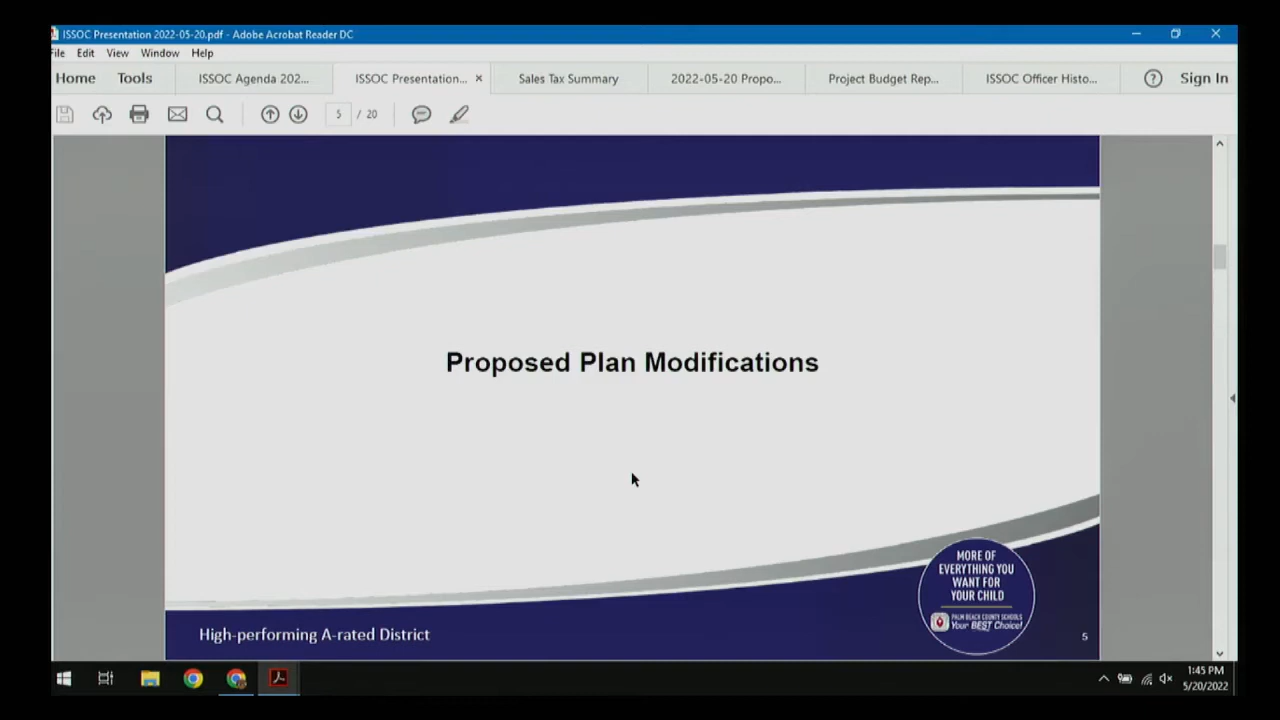 ISSOC Presentation 2022-05-20.pdf - Adobe Acrobat Reader DC
File Edit View Window Help
Home Tools ISSOC Agenda 202... ISSOC Presentation... × Sales Tax Summary 2022-05-20 Propo... Project Budget Rep... ISSOC Officer Histo... ? Sign In
5 / 20
Proposed Plan Modifications
MORE OF
EVERYTHING YOU
WANT FOR
YOUR CHILD
PALM BEACH COUNTY SCHOOLS
Your BEST Choice!
High-performing A-rated District
5
1:45 PM
5/20/2022